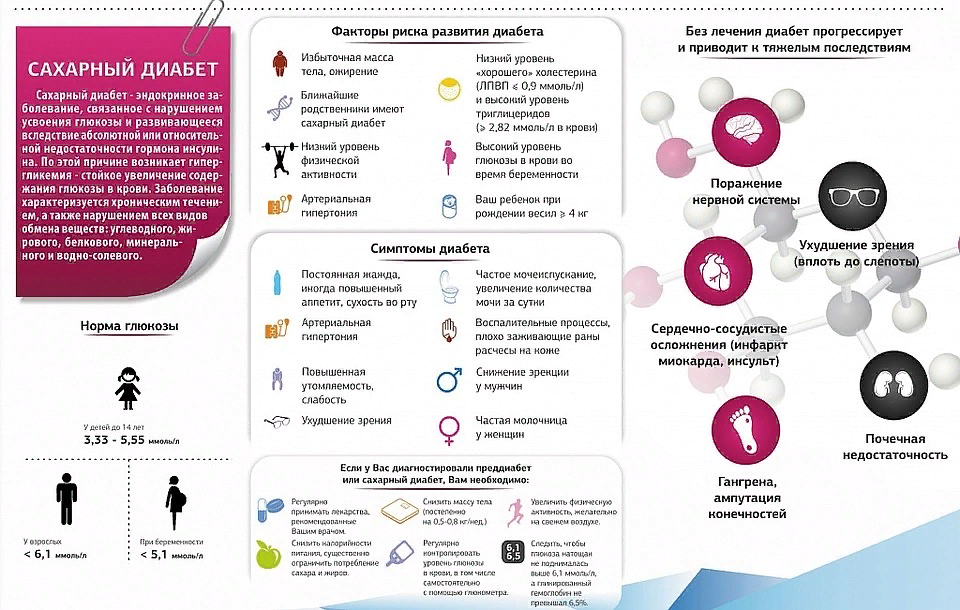 САХАРНЫЙ ДИАБЕТ
Сахарный диабет - эндокринное за-
болевание, связанное с нарушением
усвоения глюкозы и развивающееся
вследствие абсолютной или относитель-
ной недостаточности гормона инсули-
на. По этой причине возникает гипер-
гликемия - стойкое увеличение содер-
жания глюкозы в крови. Заболевание
характеризуется хроническим течени-
ем, а также нарушением всех видов
обмена веществ: углеводного, жи-
рового, белкового, минераль-
ного и водно-солевого.
Норма глюкозы
У детей до 14 лет
3,33 - 5,55 ммоль/л
У взрослых
< 6,1 ммоль/л
При беременности
< 5,1 ммоль/л
Факторы риска развития диабета
Избыточная масса
тела, ожирение
Ближайшие
родственники имеют
сахарный диабет
Низкий уровень
физической
активности
Артериальная
гипертония
Низкий уровень
«хорошего» холестерина
(ЛПВП ⩽ 0,9 ммоль/л)
и высокий уровень
триглицеридов
(⩾ 2,82 ммоль/л в крови)
Высокий уровень
глюкозы в крови во
время беременности
Ваш ребенок при
рождении весил ⩾ 4 кг
Симптомы диабета
Постоянная жажда,
иногда повышенный
аппетит, сухость во рту
Артериальная
гипертония
Повышенная
утомляемость,
слабость
Ухудшение зрения
Частое мочеиспускание,
увеличение количества
мочи за сутки
Воспалительные процессы,
плохо заживающие раны
расчесы на коже
Снижение эрекции
у мужчин
Частая молочница
у женщин
Если у Вас диагностировали преддиабет
или сахарный диабет, Вам необходимо:
Регулярно
принимать лекарства,
рекомендованные
Вашим врачом.
Снизить массу тела
(постепенно
на 0,5-0,8 кг/нед.)
Увеличить физическую
активность, желательно
на свежем воздухе.
Снизить калорийность
питания, существенно
ограничить потребление
сахара и жиров.
Регулярно
контролировать
уровень глюкозы
в крови, в том числе
самостоятельно
с помощью глюкометра.
6,1
6,5
Следить, чтобы
глюкоза натощак
не поднималась
выше 6,1 ммоль/л,
а гликированный
гемоглобин не
превышал 6,5%.
Без лечения диабет прогрессирует
и приводит к тяжелым последствиям
Поражение
нервной системы
Ухудшение зрения
(вплоть до слепоты)
Сердечно-сосудистые
осложнения (инфаркт
миокарда, инсульт)
Почечная
недостаточность
Гангрена,
ампутация
конечностей